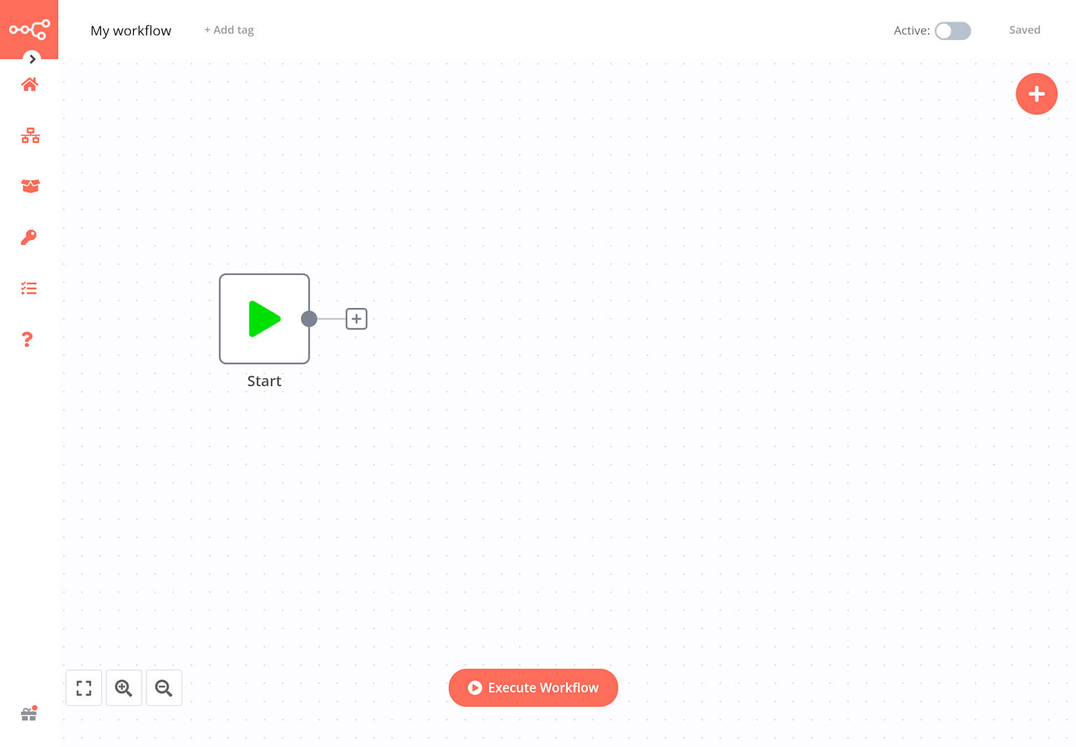 My workflow
+ Add tag
Active:
Saved
Start
Execute Workflow